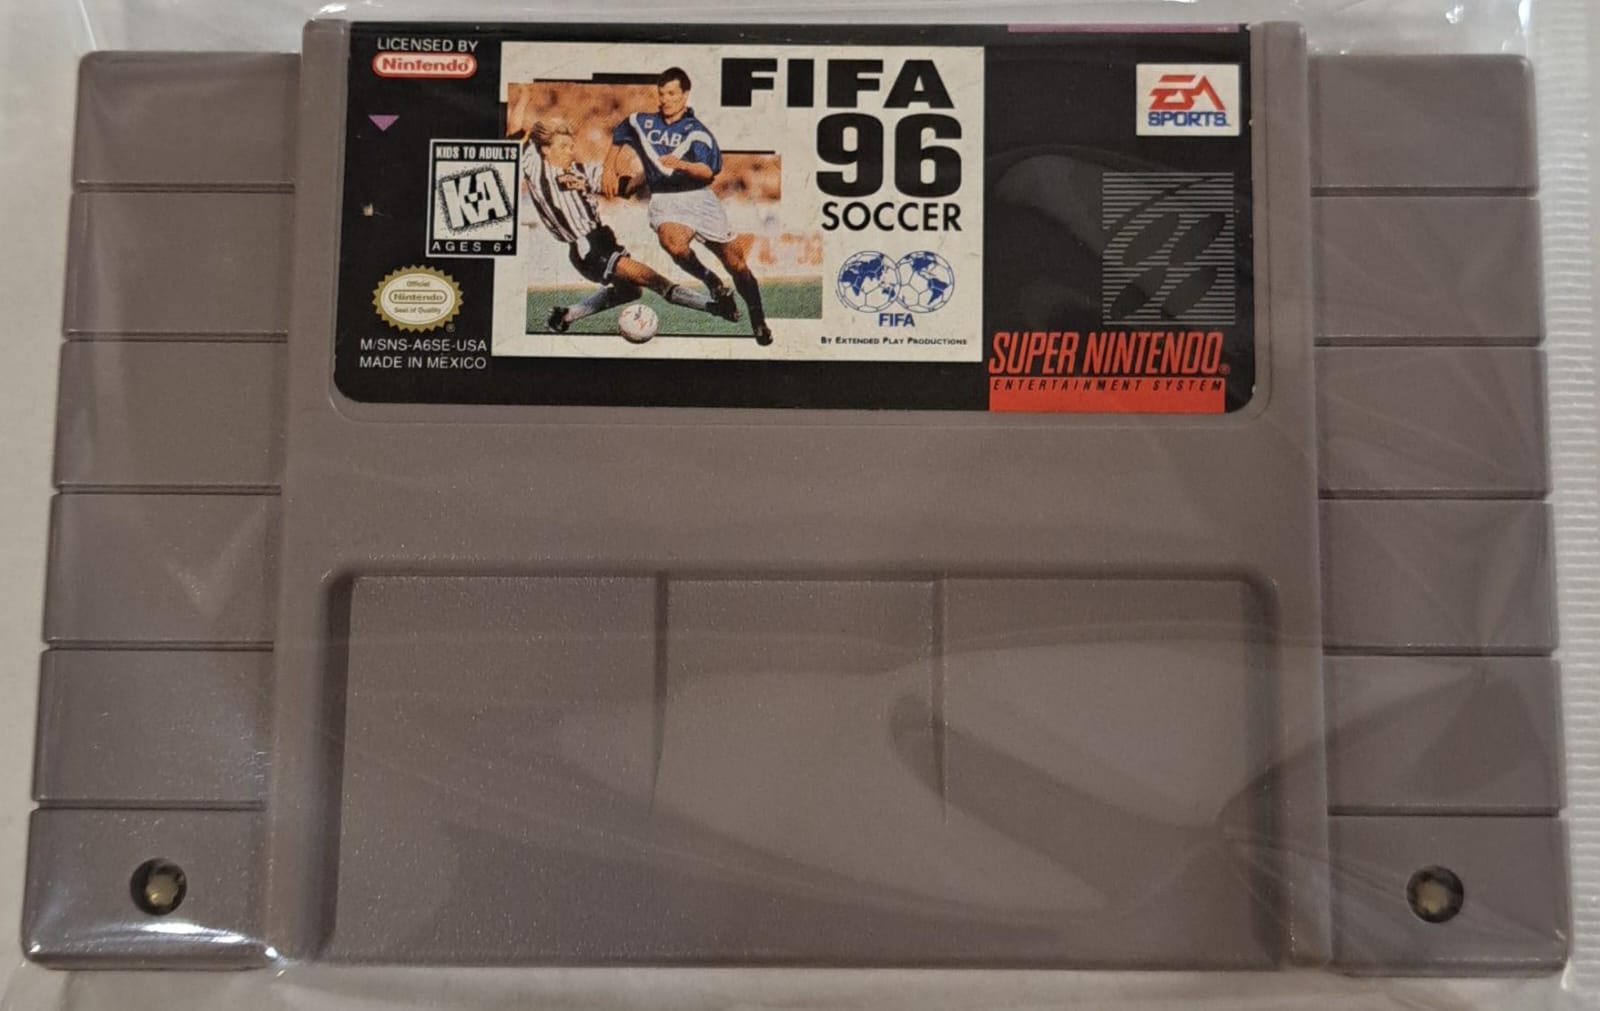 LICENSED BY
Nintendo
KIDS TO ADULTS
K-A
AGES 6+
Official
Nintendo
Seal of Quality
M/SNS-A6SE-USA
MADE IN MEXICO
CAB
FIFA
96
SOCCER
FIFA
BY EXTENDED PLAY PRODUCTIONS
EA
SPORTS
SUPER NINTENDO
ENTERTAINMENT SYSTEM